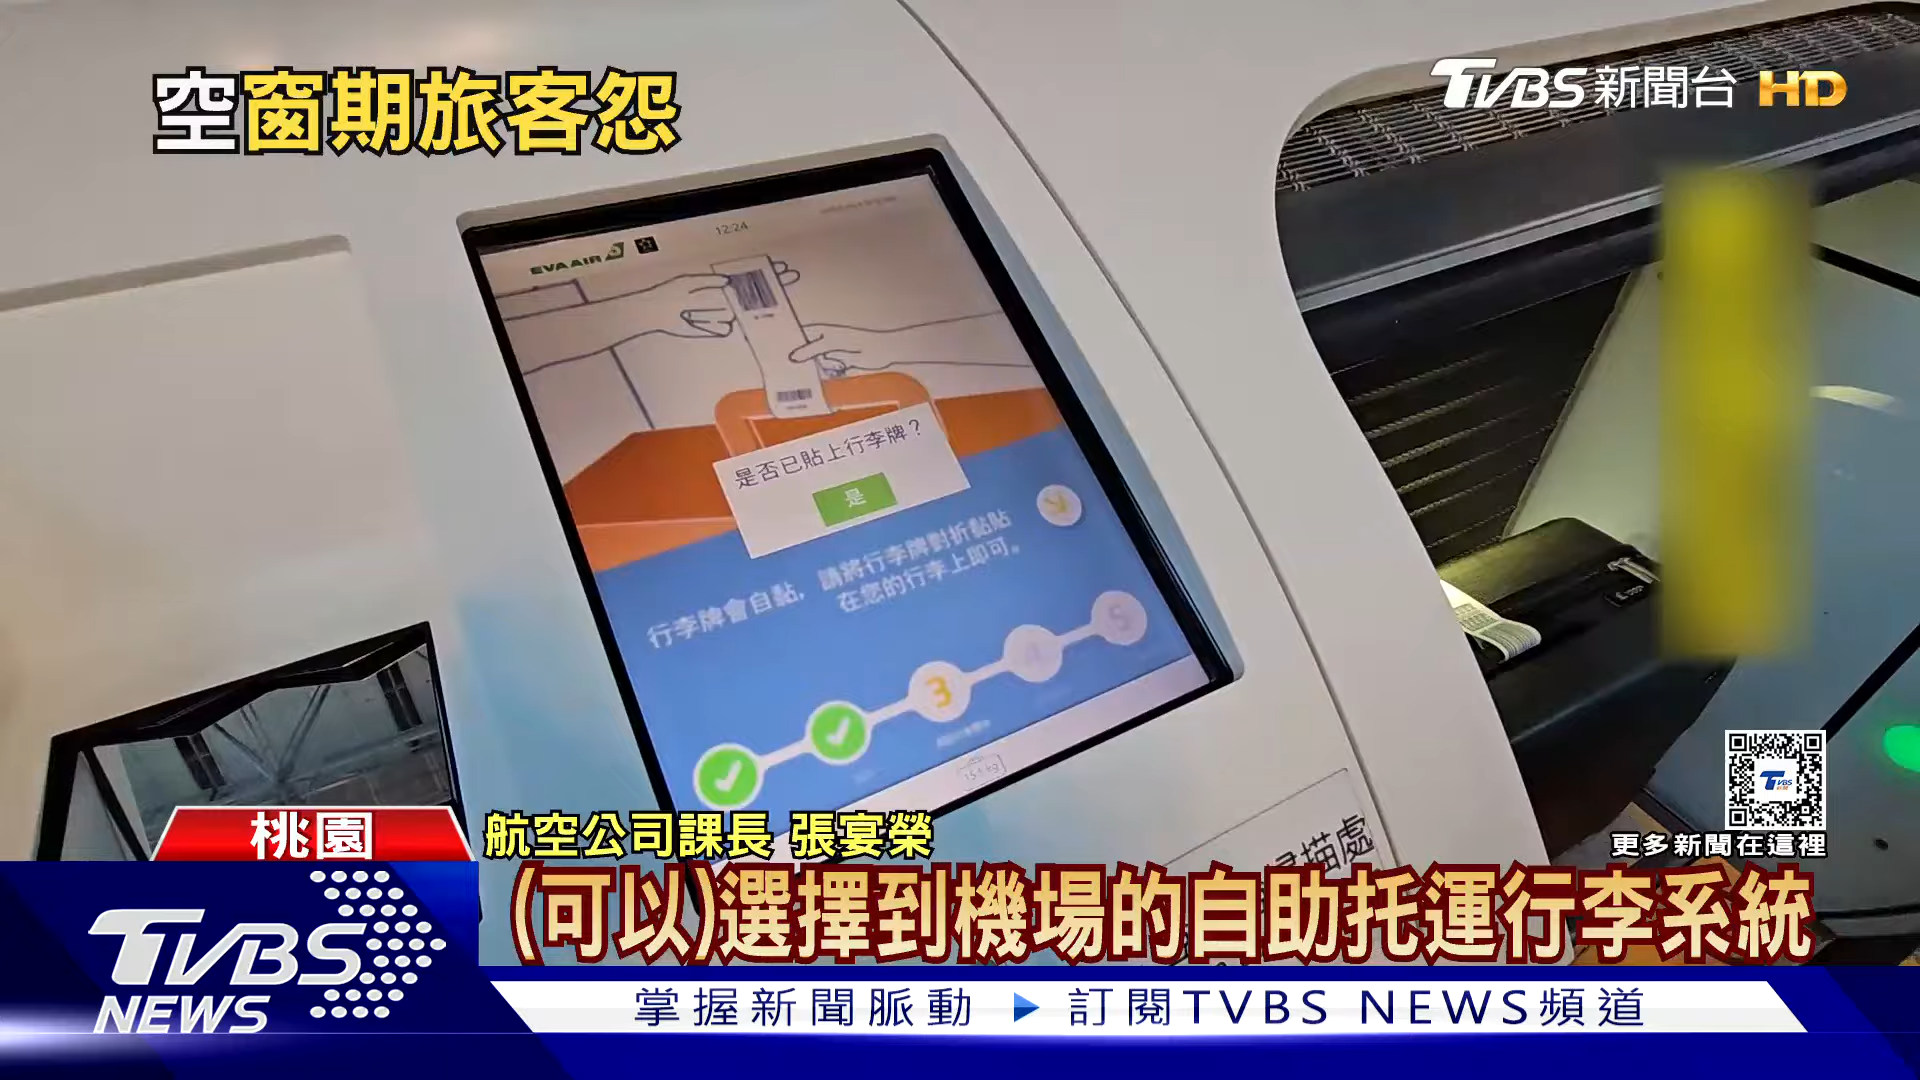 空窗期旅客怨
TVBS新聞台 HD
EVA AIR
12:24
是否已貼上行李牌？
是
行李牌會自黏，請將行李牌對折黏貼
在您的行李上即可。
3
4
5
掃描處
桃園
航空公司課長 張宴榮
更多新聞在這裡
(可以)選擇到機場的自助托運行李系統
TVBS
NEWS
掌握新聞脈動 ▶ 訂閱TVBS NEWS頻道